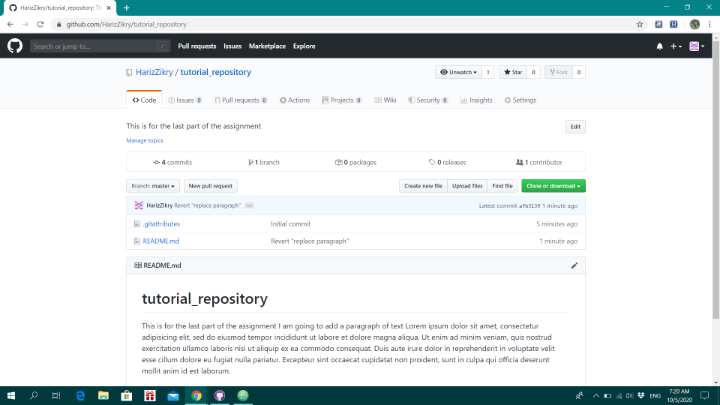 HarizZikry/tutorial_repository: Th
github.com/HarizZikry/tutorial_repository
Search or jump to... /
Pull requests Issues Marketplace Explore
HarizZikry / tutorial_repository
Unwatch 1 Star 0 Fork 0
Code Issues 0 Pull requests 0 Actions Projects 0 Wiki Security 0 Insights Settings
This is for the last part of the assignment Edit
Manage topics
4 commits 1 branch 0 packages 0 releases 1 contributor
Branch: master New pull request Create new file Upload files Find file Clone or download
HarizZikry Revert "replace paragraph" Latest commit 1 minute ago
.gitattributes Initial commit 5 minutes ago
README.md Revert "replace paragraph" 1 minute ago
README.md
tutorial_repository
This is for the last part of the assignment I am going to add a paragraph of text Lorem ipsum dolor sit amet, consectetur
adipisicing elit, sed do eiusmod tempor incididunt ut labore et dolore magna aliqua. Ut enim ad minim veniam, quis nostrud
exercitation ullamco laboris nisi ut aliquip ex ea commodo consequat. Duis aute irure dolor in reprehenderit in voluptate velit
esse cillum dolore eu fugiat nulla pariatur. Excepteur sint occaecat cupidatat non proident, sunt in culpa qui officia deserunt
mollit anim id est laborum.
ENG
7:20 AM
10/5/2020